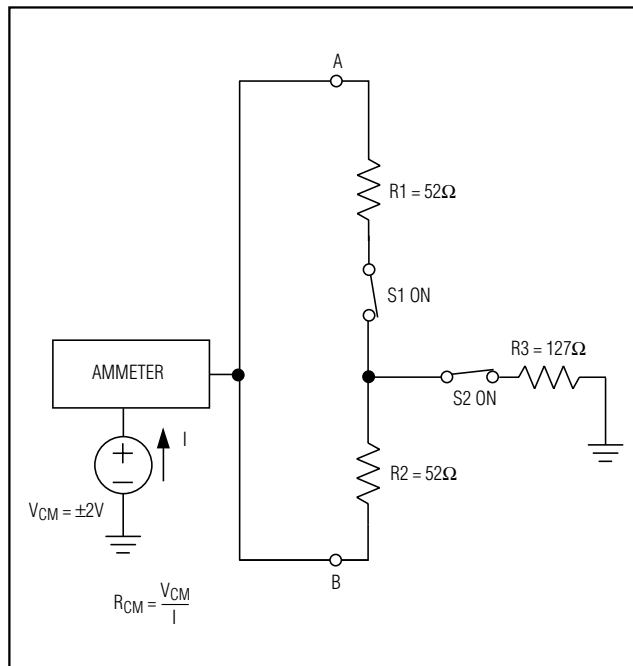 A
R1 = 52Ω
S1 ON
R3 = 127Ω
AMMETER
S2 ON
+
I
−
R2 = 52Ω
VCM = ±2V
B
RCM = VCM
I